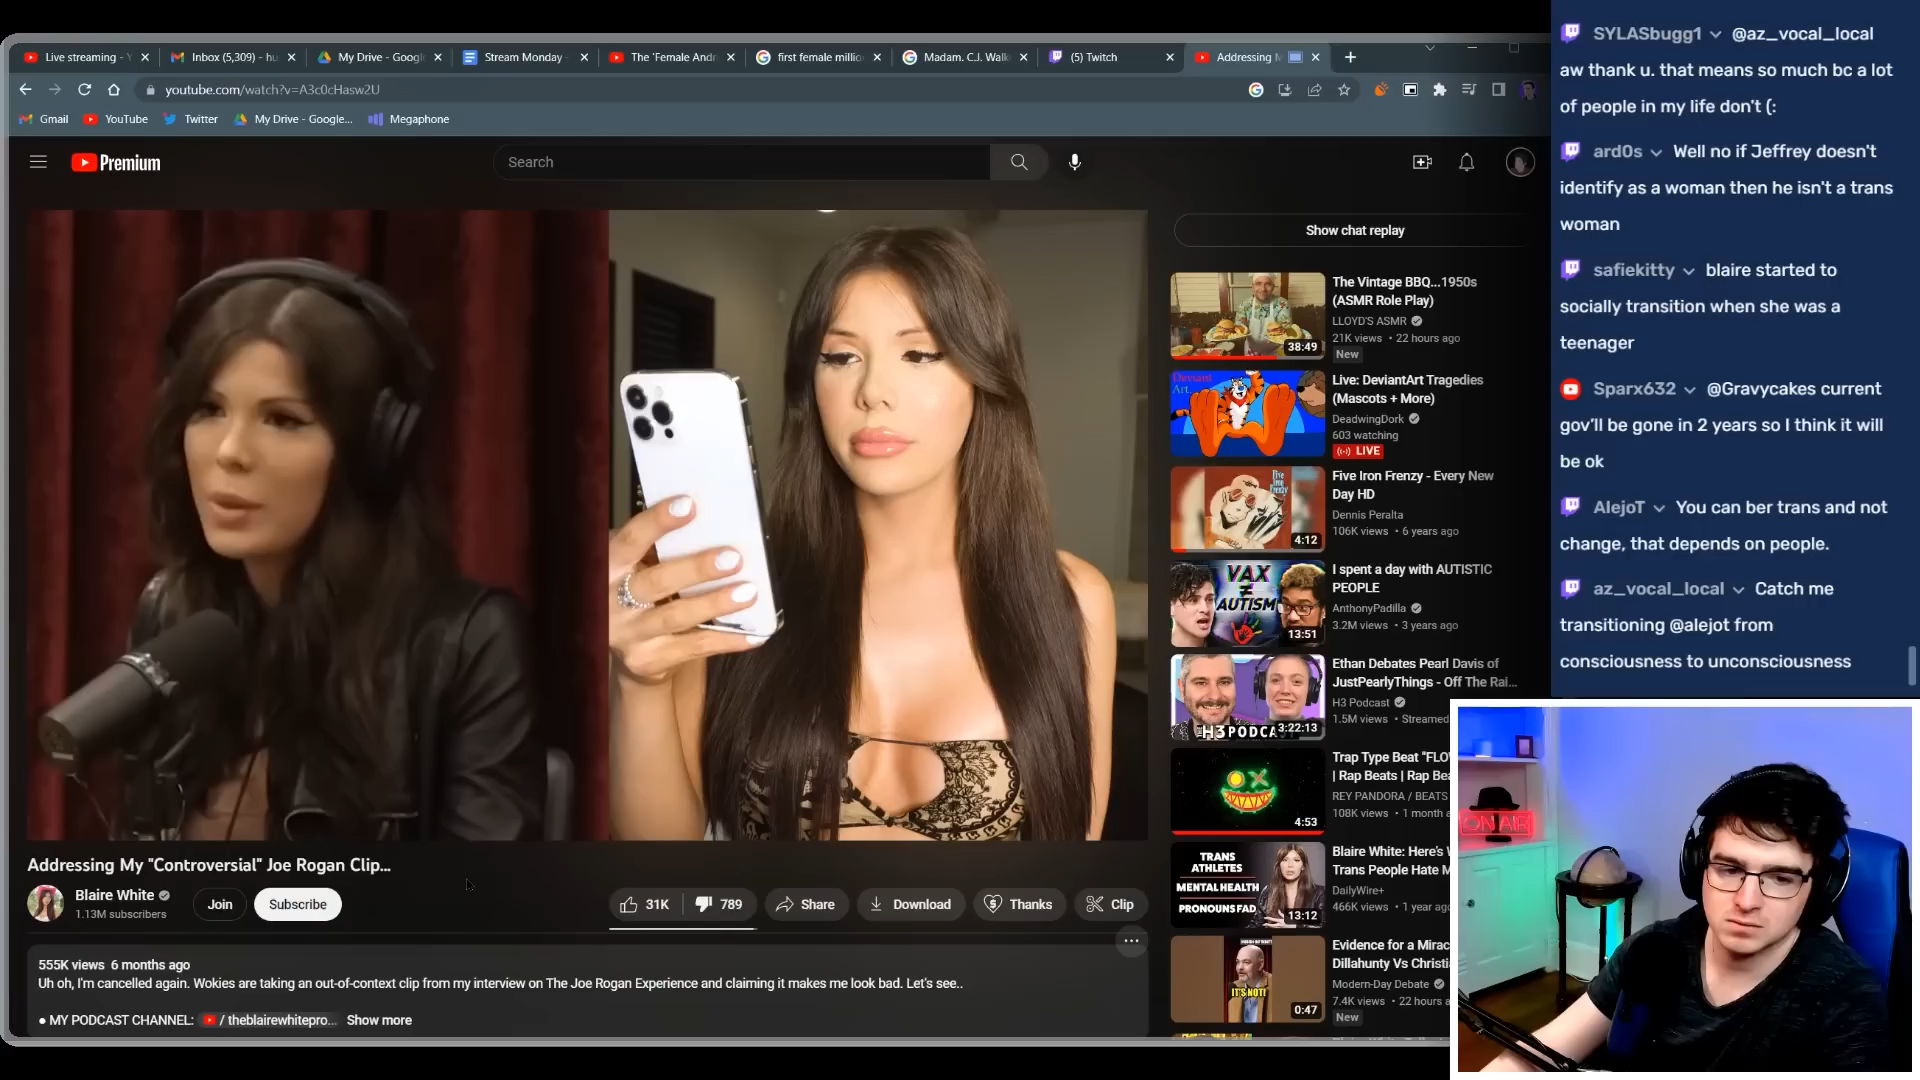 Live streaming - Y
Inbox (5,309) - hu
My Drive - Google
Stream Monday -
The 'Female Andr
first female millio
Madam. C.J. Walk
(5) Twitch
Addressing M
youtube.com/watch?v=A3c0cHasw2U
Gmail
YouTube
Twitter
My Drive - Google...
Megaphone
Premium
Search
Show chat replay
The Vintage BBQ...1950s
(ASMR Role Play)
LLOYD'S ASMR
21K views • 22 hours ago
New
38:49
Deviant
Art
Live: DeviantArt Tragedies
(Mascots + More)
DeadwingDork
603 watching
LIVE
Five Iron Frenzy - Every New
Day HD
Dennis Peralta
106K views • 6 years ago
Five
Iron
Frenzy
4:12
I spent a day with AUTISTIC
PEOPLE
AnthonyPadilla
3.2M views • 3 years ago
VAX
≠
AUTISM
13:51
Ethan Debates Pearl Davis of
JustPearlyThings - Off The Rai...
H3 Podcast
1.5M views • Streamed
H3 PODCA
3:22:13
Trap Type Beat "FLO
| Rap Beats | Rap Bea
REY PANDORA / BEATS
108K views • 1 month a
4:53
Blaire White: Here's W
Trans People Hate M
DailyWire+
466K views • 1 year ago
TRANS
ATHLETES
MENTAL HEALTH
PRONOUNS FAD
13:12
Evidence for a Mirac
Dillahunty Vs Christi
Modern-Day Debate
7.4K views • 22 hours a
New
IT'S NOT!
0:47
Addressing My "Controversial" Joe Rogan Clip...
Blaire White
1.13M subscribers
Join
Subscribe
31K
789
Share
Download
Thanks
Clip
555K views 6 months ago
Uh oh, I'm cancelled again. Wokies are taking an out-of-context clip from my interview on The Joe Rogan Experience and claiming it makes me look bad. Let's see..
● MY PODCAST CHANNEL: / theblairewhitepro... Show more
SYLASbugg1 @az_vocal_local
aw thank u. that means so much bc a lot
of people in my life don't (:
ard0s Well no if Jeffrey doesn't
identify as a woman then he isn't a trans
woman
safiekitty blaire started to
socially transition when she was a
teenager
Sparx632 @Gravycakes current
gov'll be gone in 2 years so I think it will
be ok
AlejoT You can ber trans and not
change, that depends on people.
az_vocal_local Catch me
transitioning @alejot from
consciousness to unconsciousness
ON AIR